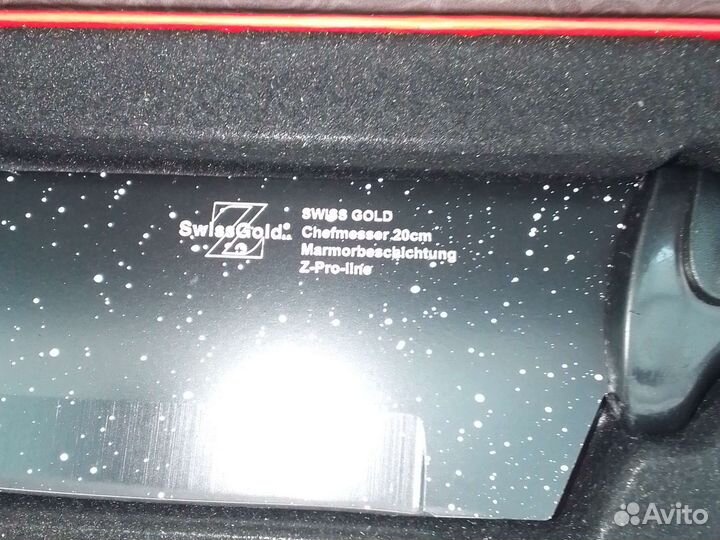 SwissGold
SWISS GOLD
Chefmesser 20cm
Marmorbeschichtung
Z-Pro-line
Avito